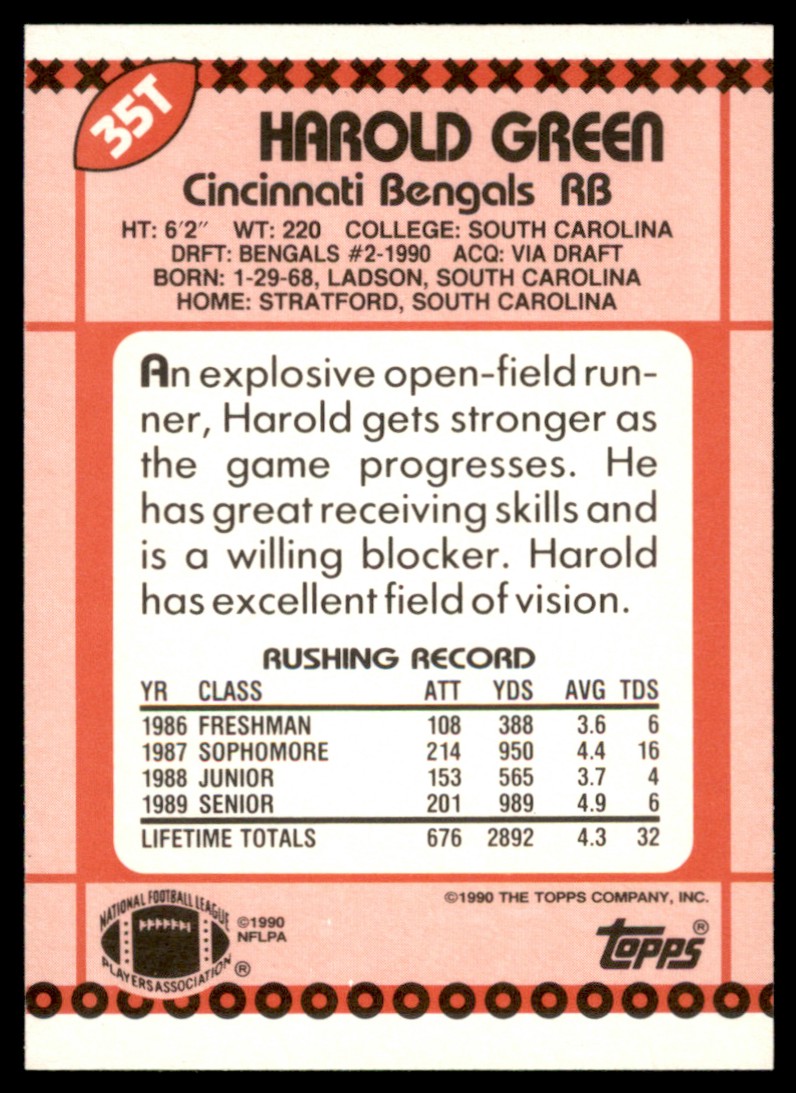 35T
HAROLD GREEN
Cincinnati Bengals RB
HT: 6'2" WT: 220 COLLEGE: SOUTH CAROLINA
DRFT: BENGALS #2-1990 ACQ: VIA DRAFT
BORN: 1-29-68, LADSON, SOUTH CAROLINA
HOME: STRATFORD, SOUTH CAROLINA
An explosive open-field run-
ner, Harold gets stronger as
the game progresses. He
has great receiving skills and
is a willing blocker. Harold
has excellent field of vision.
RUSHING RECORD
YR CLASS ATT YDS AVG TDS
1986 FRESHMAN 108 388 3.6 6
1987 SOPHOMORE 214 950 4.4 16
1988 JUNIOR 153 565 3.7 4
1989 SENIOR 201 989 4.9 6
LIFETIME TOTALS 676 2892 4.3 32
©1990 THE TOPPS COMPANY, INC.
NATIONAL FOOTBALL LEAGUE
PLAYERS ASSOCIATION ®
©1990
NFLPA
topps®